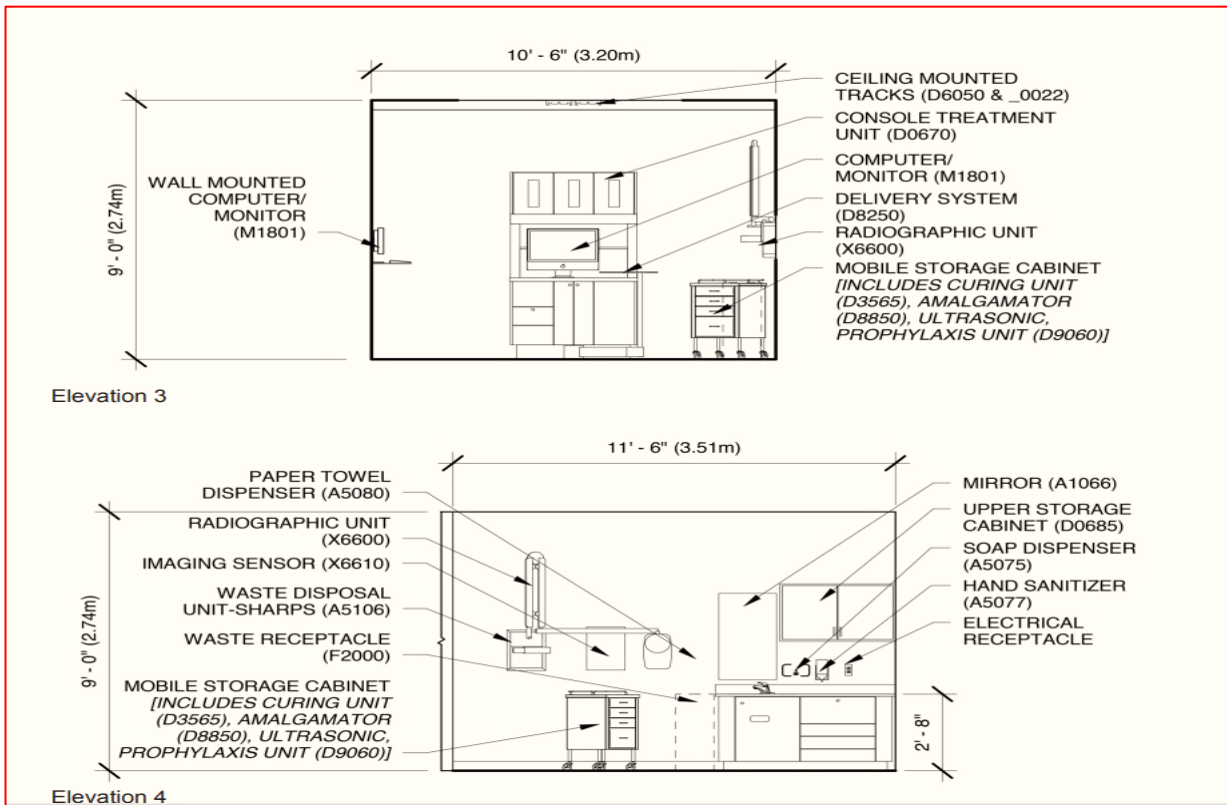 10' - 6" (3.20m)
9' - 0" (2.74m)
WALL MOUNTED
COMPUTER/
MONITOR
(M1801)
CEILING MOUNTED
TRACKS (D6050 & _0022)
CONSOLE TREATMENT
UNIT (D0670)
COMPUTER/
MONITOR (M1801)
DELIVERY SYSTEM
(D8250)
RADIOGRAPHIC UNIT
(X6600)
MOBILE STORAGE CABINET
[INCLUDES CURING UNIT
(D3565), AMALGAMATOR
(D8850), ULTRASONIC,
PROPHYLAXIS UNIT (D9060)]
Elevation 3
11' - 6" (3.51m)
9' - 0" (2.74m)
PAPER TOWEL
DISPENSER (A5080)
RADIOGRAPHIC UNIT
(X6600)
IMAGING SENSOR (X6610)
WASTE DISPOSAL
UNIT-SHARPS (A5106)
WASTE RECEPTACLE
(F2000)
MOBILE STORAGE CABINET
[INCLUDES CURING UNIT
(D3565), AMALGAMATOR
(D8850), ULTRASONIC,
PROPHYLAXIS UNIT (D9060)]
MIRROR (A1066)
UPPER STORAGE
CABINET (D0685)
SOAP DISPENSER
(A5075)
HAND SANITIZER
(A5077)
ELECTRICAL
RECEPTACLE
2' - 8"
Elevation 4